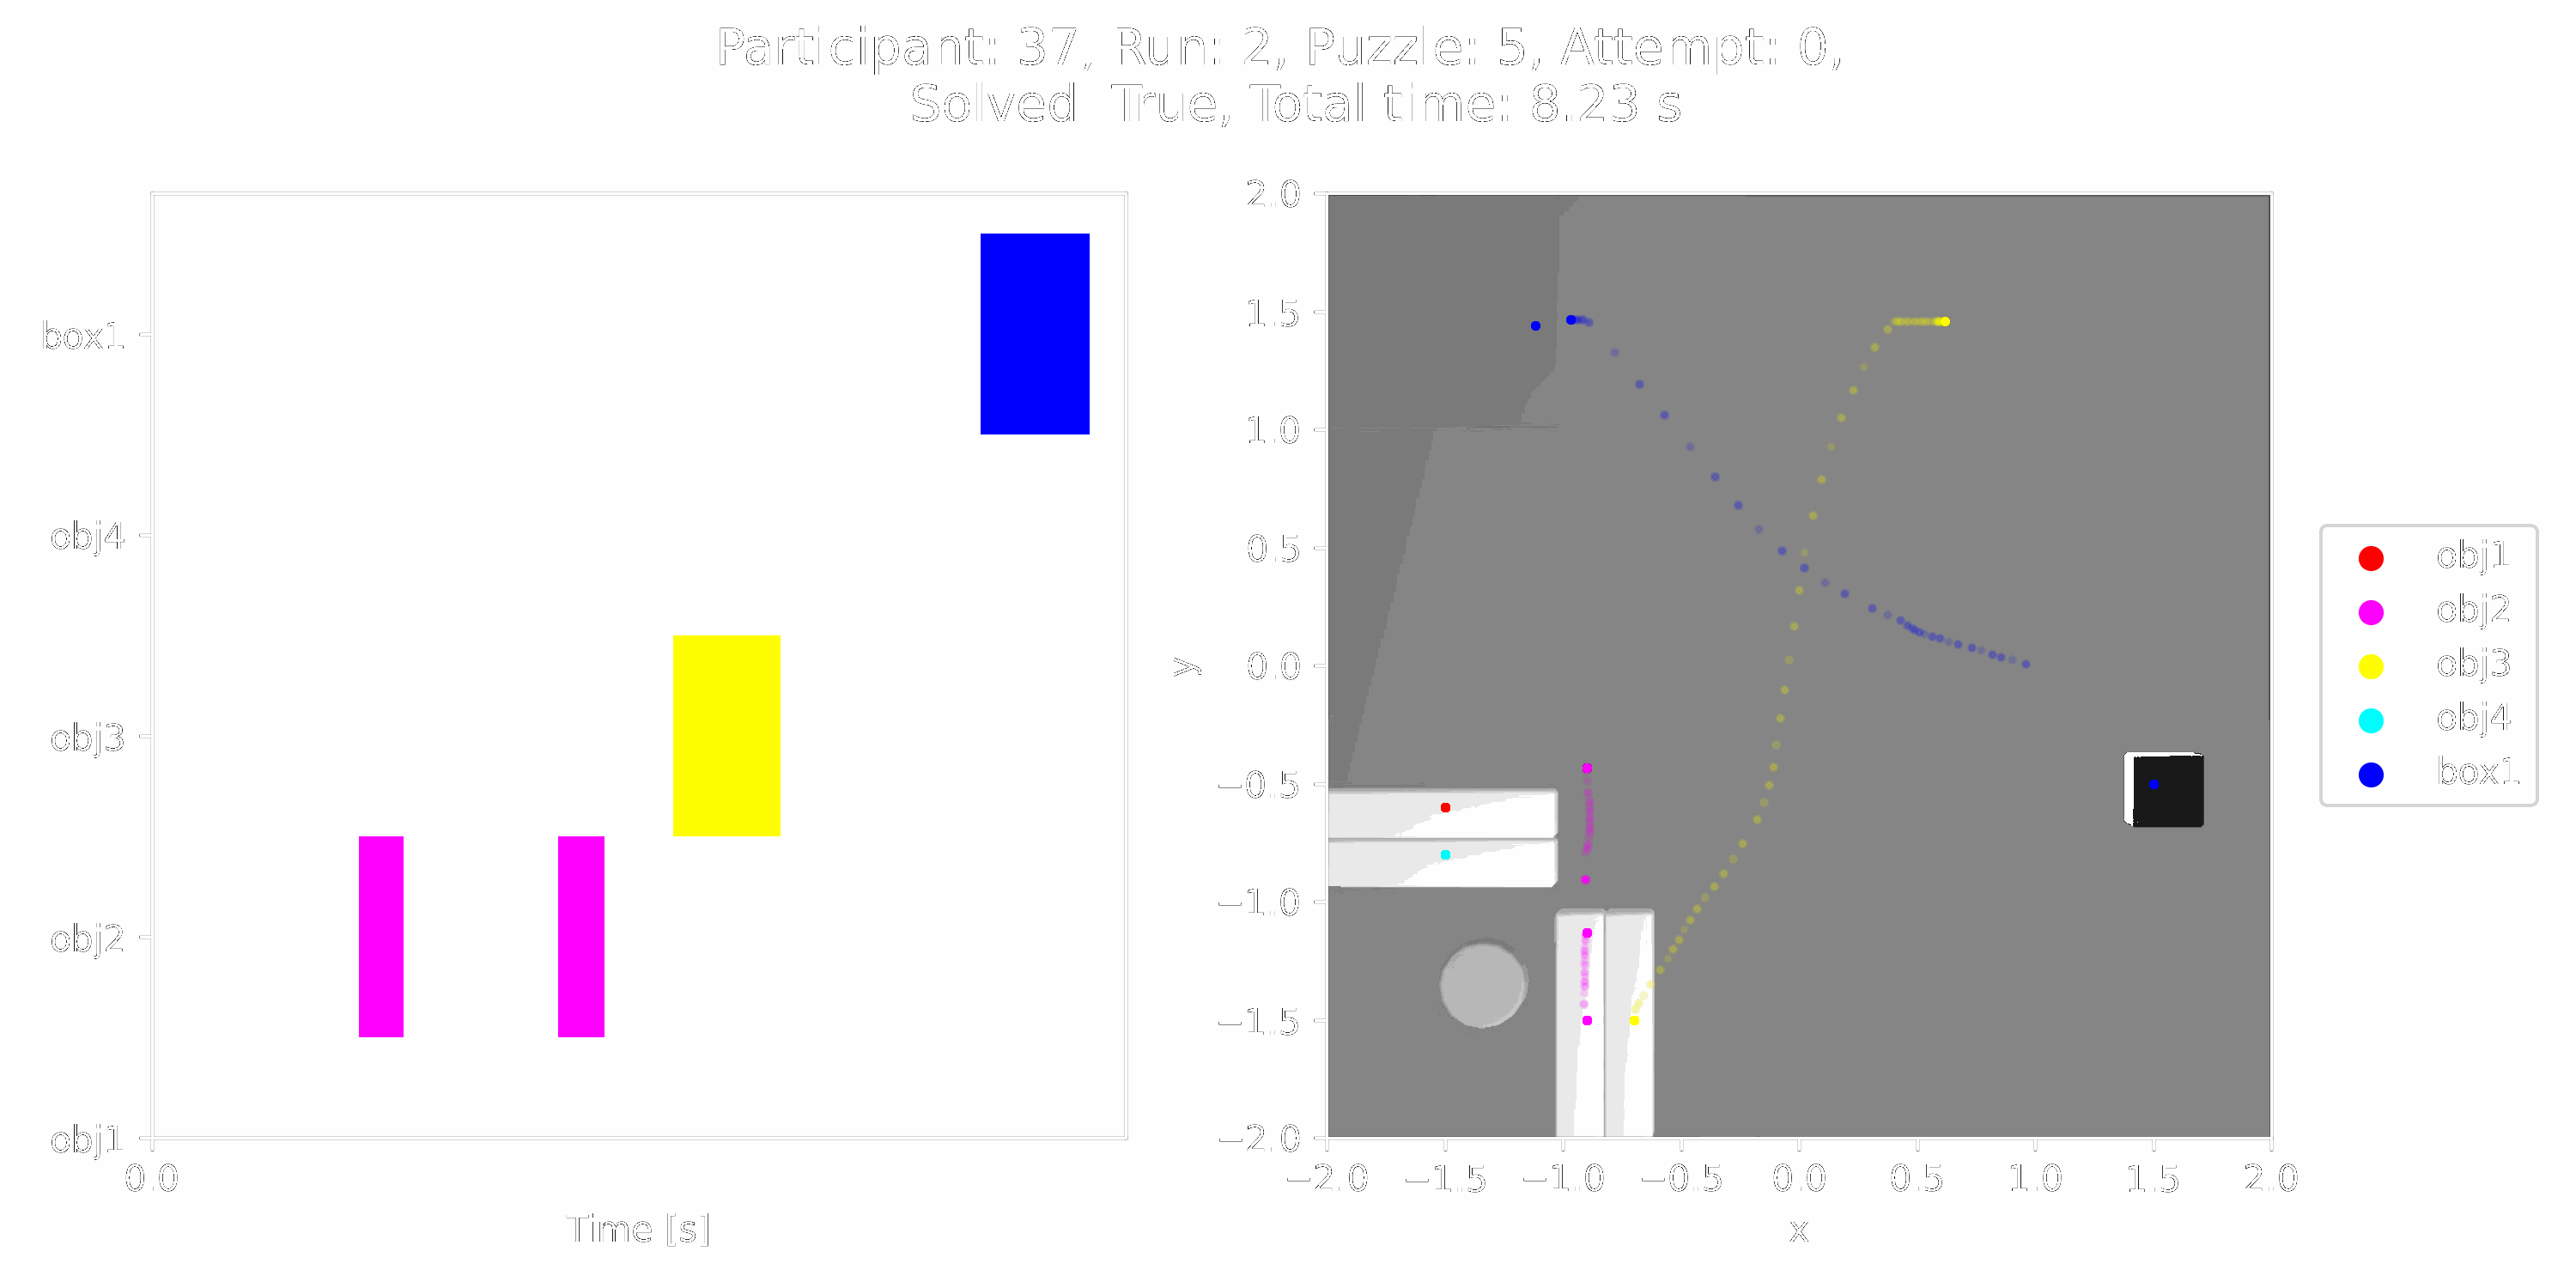 Participant: 37, Run: 2, Puzzle: 5, Attempt: 0,
Solved True, Total time: 8.23 s
box1
obj4
obj3
obj2
obj1
0.0
Time [s]
2.0
1.5
1.0
0.5
0.0
−0.5
−1.0
−1.5
−2.0
y
−2.0 −1.5 −1.0 −0.5 0.0 0.5 1.0 1.5 2.0
x
obj1
obj2
obj3
obj4
box1